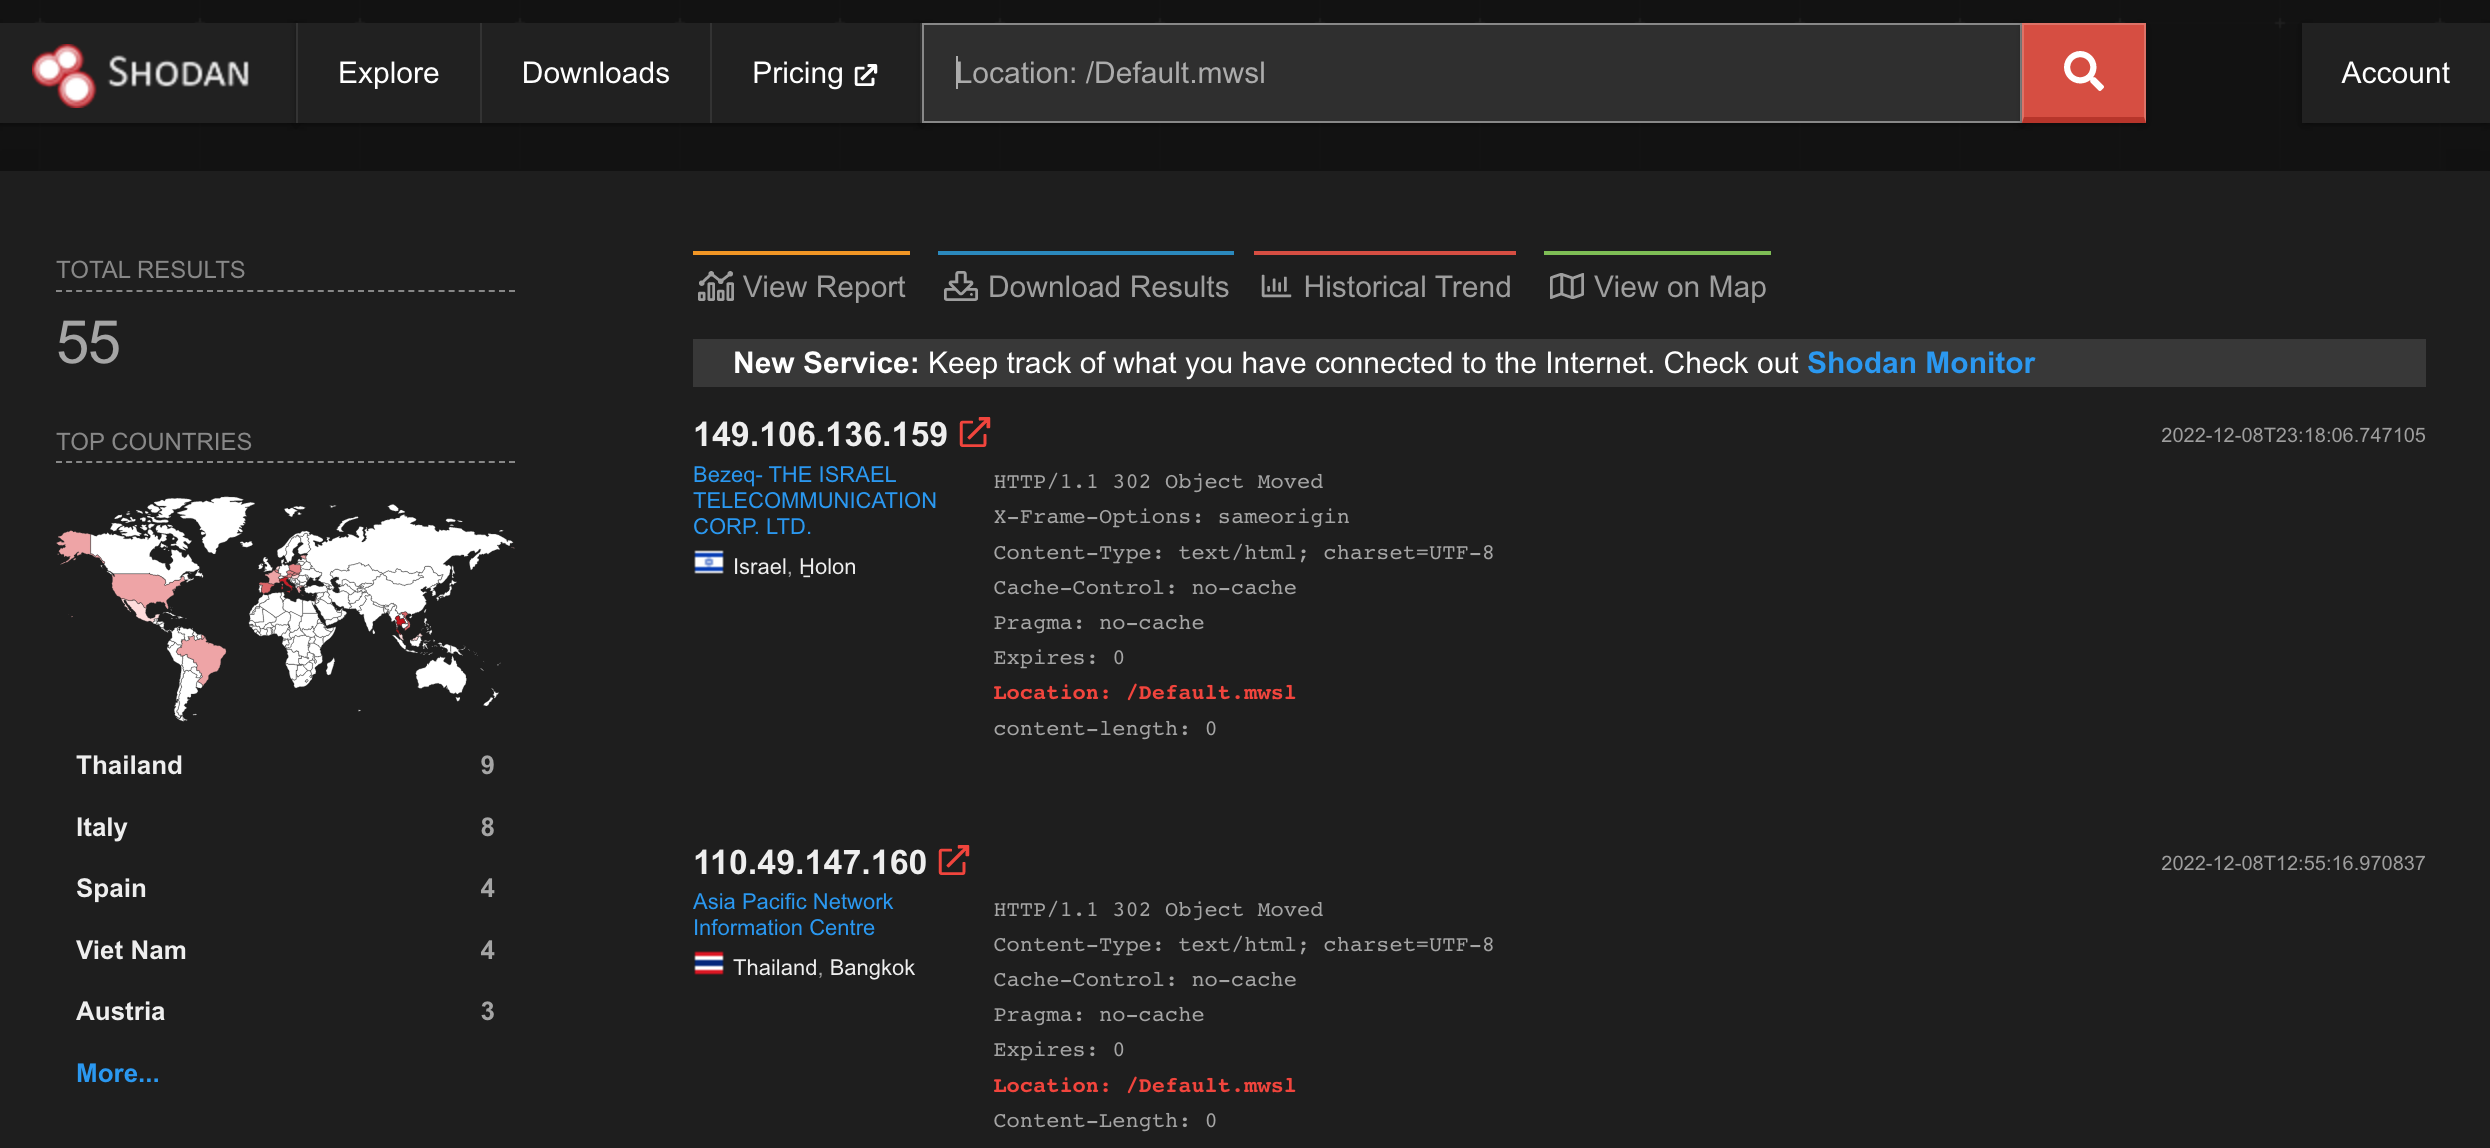 SHODAN Explore Downloads Pricing Location: /Default.mwsl Account
TOTAL RESULTS
55
TOP COUNTRIES
Thailand 9
Italy 8
Spain 4
Viet Nam 4
Austria 3
More...
View Report Download Results Historical Trend View on Map
New Service: Keep track of what you have connected to the Internet. Check out Shodan Monitor
149.106.136.159
2022-12-08T23:18:06.747105
Bezeq- THE ISRAEL
TELECOMMUNICATION
CORP. LTD.
Israel, H̱olon
HTTP/1.1 302 Object Moved
X-Frame-Options: sameorigin
Content-Type: text/html; charset=UTF-8
Cache-Control: no-cache
Pragma: no-cache
Expires: 0
Location: /Default.mwsl
content-length: 0
110.49.147.160
2022-12-08T12:55:16.970837
Asia Pacific Network
Information Centre
Thailand, Bangkok
HTTP/1.1 302 Object Moved
Content-Type: text/html; charset=UTF-8
Cache-Control: no-cache
Pragma: no-cache
Expires: 0
Location: /Default.mwsl
Content-Length: 0